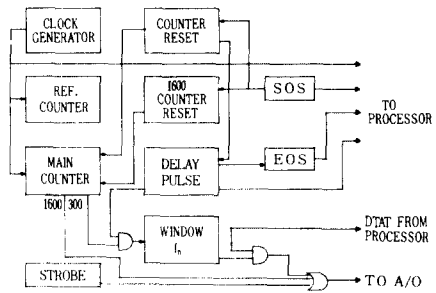 CLOCK
GENERATOR
COUNTER
RESET
REF.
COUNTER
1600
COUNTER
RESET
SOS
TO
PROCESSOR
MAIN
COUNTER
DELAY
PULSE
EOS
1600 300
WINDOW
fn
DTAT FROM
PROCESSOR
STROBE
TO A/O